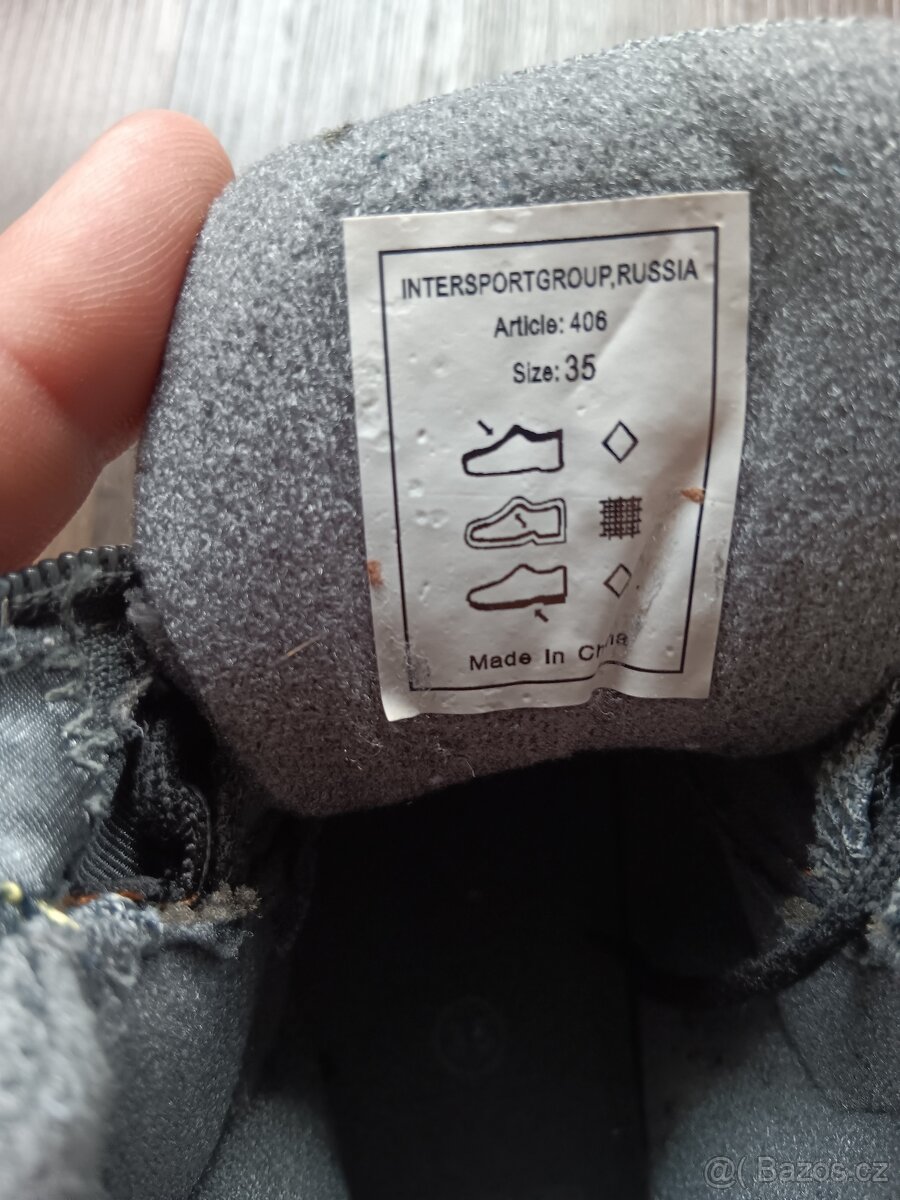 INTERSPORTGROUP,RUSSIA
Article: 406
Size: 35
Made In China
@( Bazos.cz